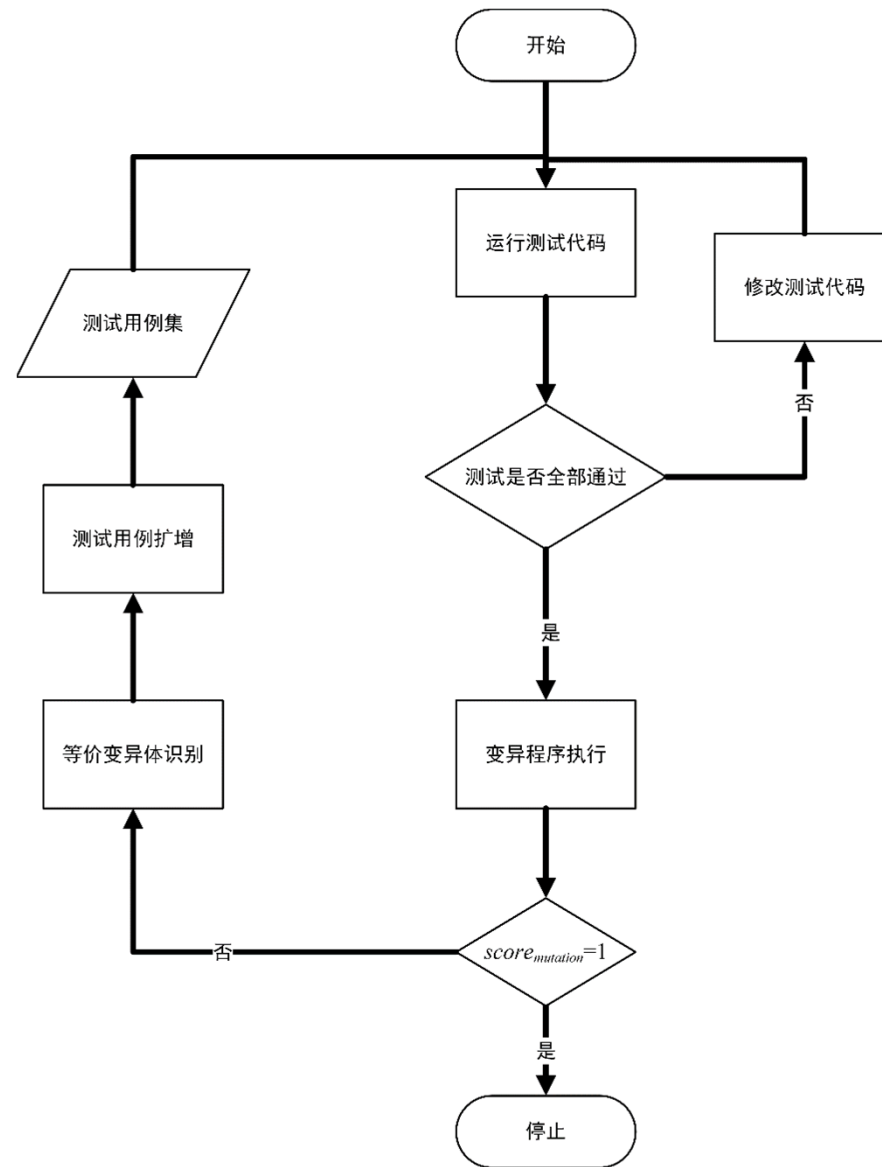 开始
运行测试代码
修改测试代码
测试用例集
否
测试是否全部通过
测试用例扩增
是
等价变异体识别
变异程序执行
否
score_mutation=1
是
停止